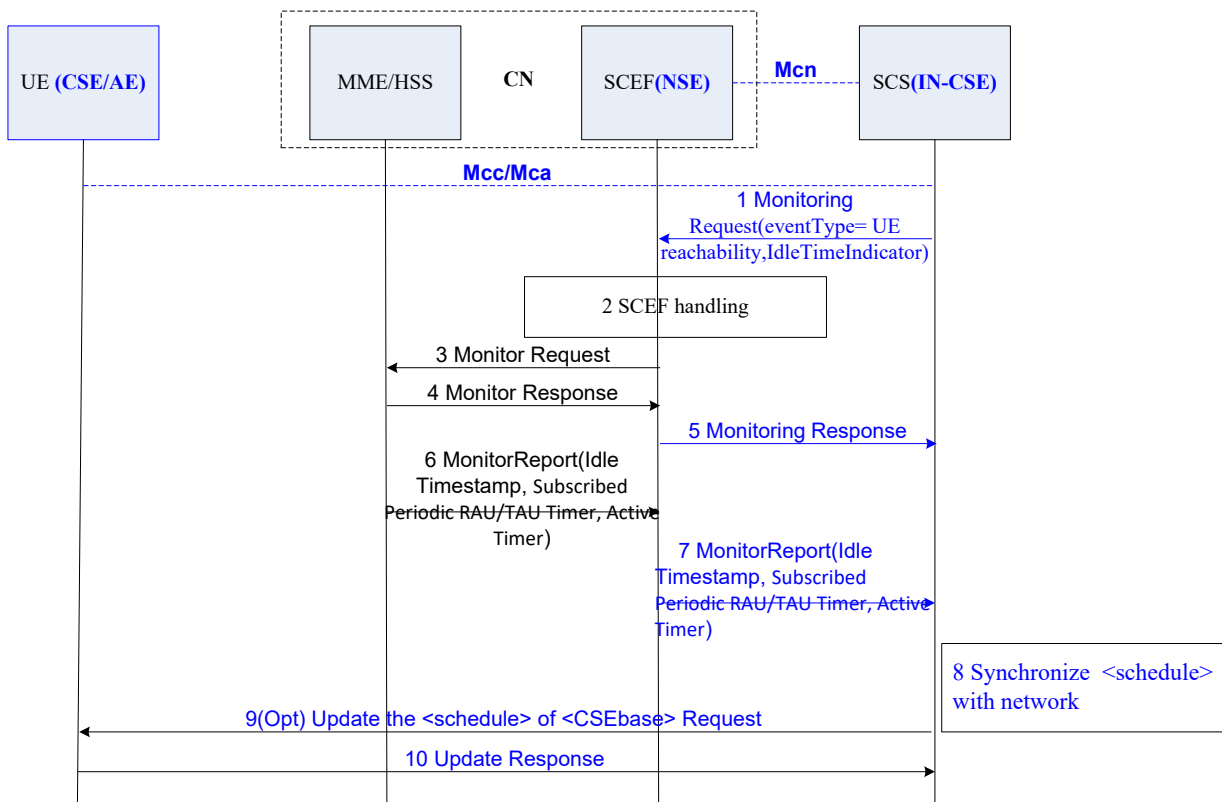 UE (CSE/AE)
MME/HSS
CN
SCEF(NSE)
Mcn
SCS(IN-CSE)
Mcc/Mca
1 Monitoring
Request(eventType= UE
reachability,IdleTimeIndicator)
2 SCEF handling
3 Monitor Request
4 Monitor Response
5 Monitoring Response
6 MonitorReport(Idle
Timestamp, Subscribed
Periodic RAU/TAU Timer, Active
Timer)
7 MonitorReport(Idle
Timestamp, Subscribed
Periodic RAU/TAU Timer, Active
Timer)
8 Synchronize <schedule>
with network
9(Opt) Update the <schedule> of <CSEbase> Request
10 Update Response